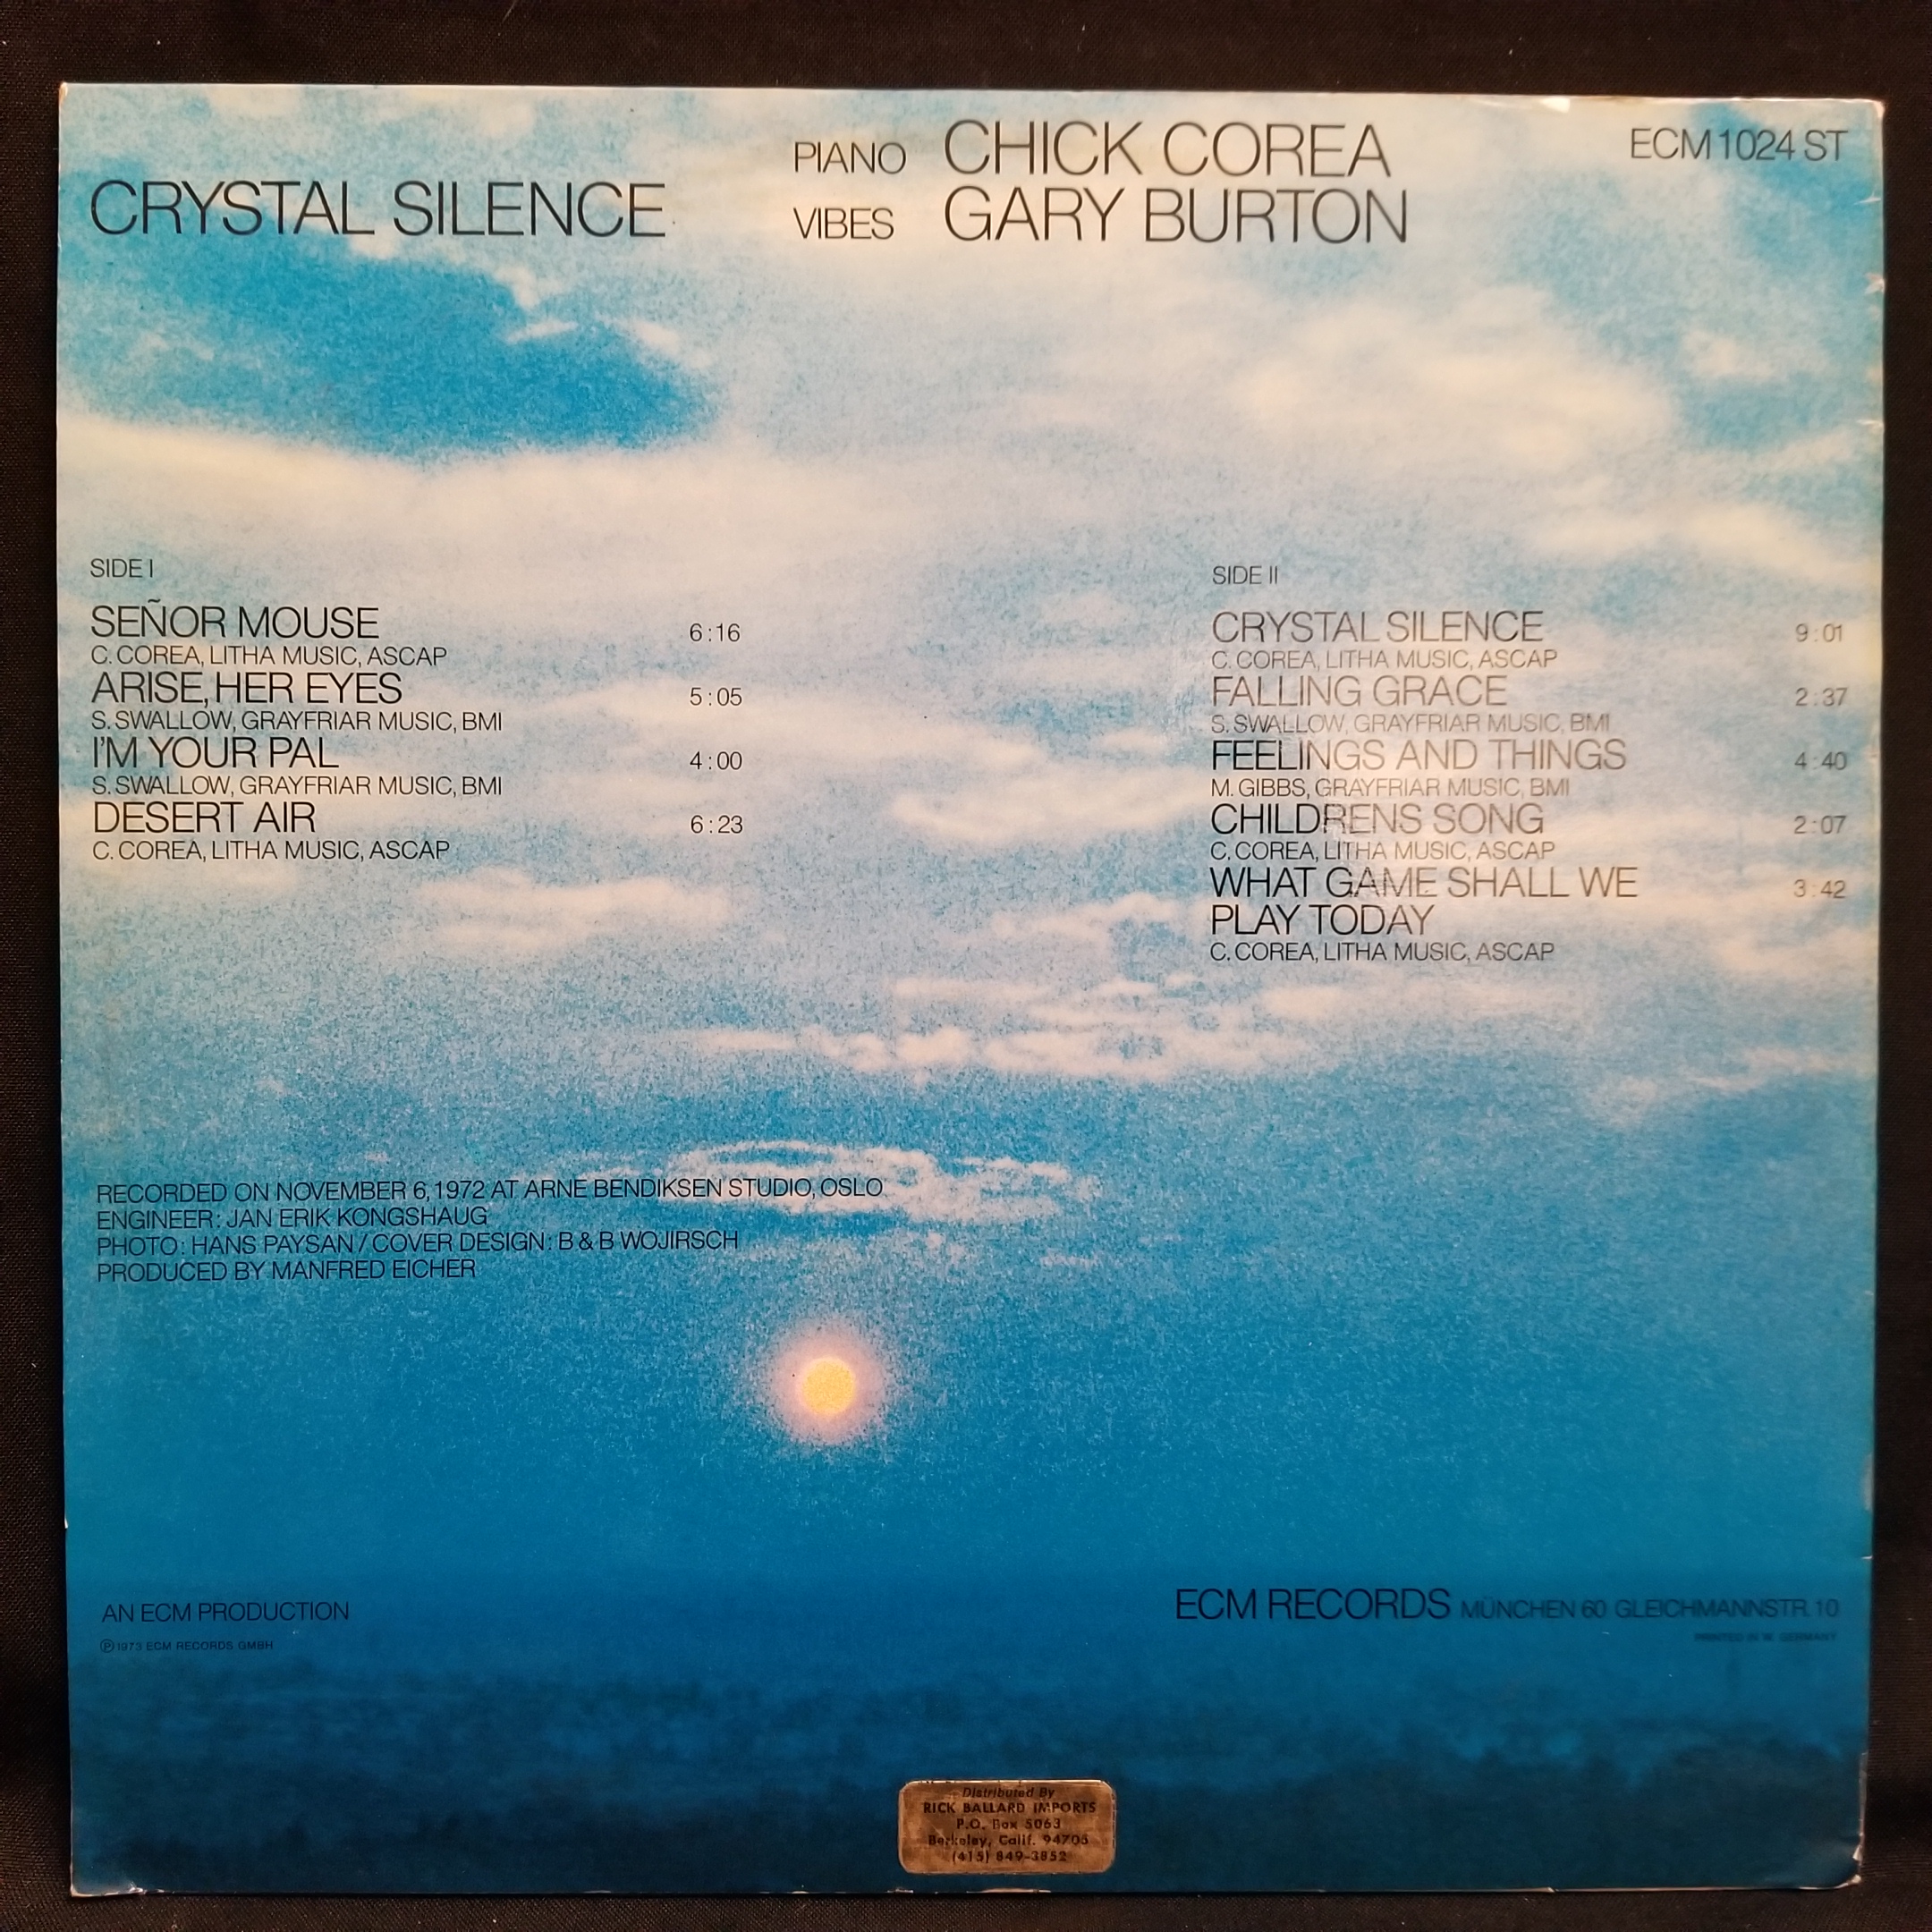 PIANO CHICK COREA
ECM 1024 ST
CRYSTAL SILENCE
VIBES GARY BURTON
SIDE I
SEÑOR MOUSE 6:16
C. COREA, LITHA MUSIC, ASCAP
ARISE, HER EYES 5:05
S. SWALLOW, GRAYFRIAR MUSIC, BMI
I'M YOUR PAL 4:00
S. SWALLOW, GRAYFRIAR MUSIC, BMI
DESERT AIR 6:23
C. COREA, LITHA MUSIC, ASCAP
SIDE II
CRYSTAL SILENCE 9:01
C. COREA, LITHA MUSIC, ASCAP
FALLING GRACE 2:37
S. SWALLOW, GRAYFRIAR MUSIC, BMI
FEELINGS AND THINGS 4:40
M. GIBBS, GRAYFRIAR MUSIC, BMI
CHILDRENS SONG 2:07
C. COREA, LITHA MUSIC, ASCAP
WHAT GAME SHALL WE 3:42
PLAY TODAY
C. COREA, LITHA MUSIC, ASCAP
RECORDED ON NOVEMBER 6, 1972 AT ARNE BENDIKSEN STUDIO, OSLO
ENGINEER: JAN ERIK KONGSHAUG
PHOTO: HANS PAYSAN / COVER DESIGN: B & B WOJIRSCH
PRODUCED BY MANFRED EICHER
AN ECM PRODUCTION
Ⓟ 1973 ECM RECORDS GMBH
ECM RECORDS MÜNCHEN 60 GLEICHMANNSTR. 10
PRINTED IN W. GERMANY
Distributed By
RICK BALLARD IMPORTS
P.O. Box 5063
Berkeley, Calif. 94705
(415) 849-3852